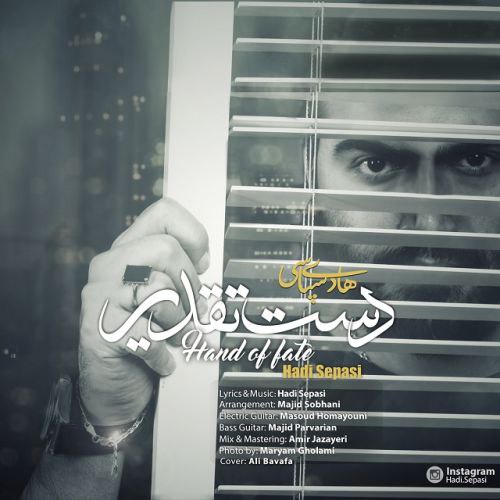 هادی سپاسی
دست تقدیر
Hand of fate
Hadi Sepasi
Lyrics & Music: Hadi Sepasi
Arrangement: Majid Sobhani
Electric Guitar: Masoud Homayouni
Bass Guitar: Majid Parvarian
Mix & Mastering: Amir Jazayeri
Photo by: Maryam Gholami
Cover: Ali Bavafa
Instagram
Hadi.Sepasi